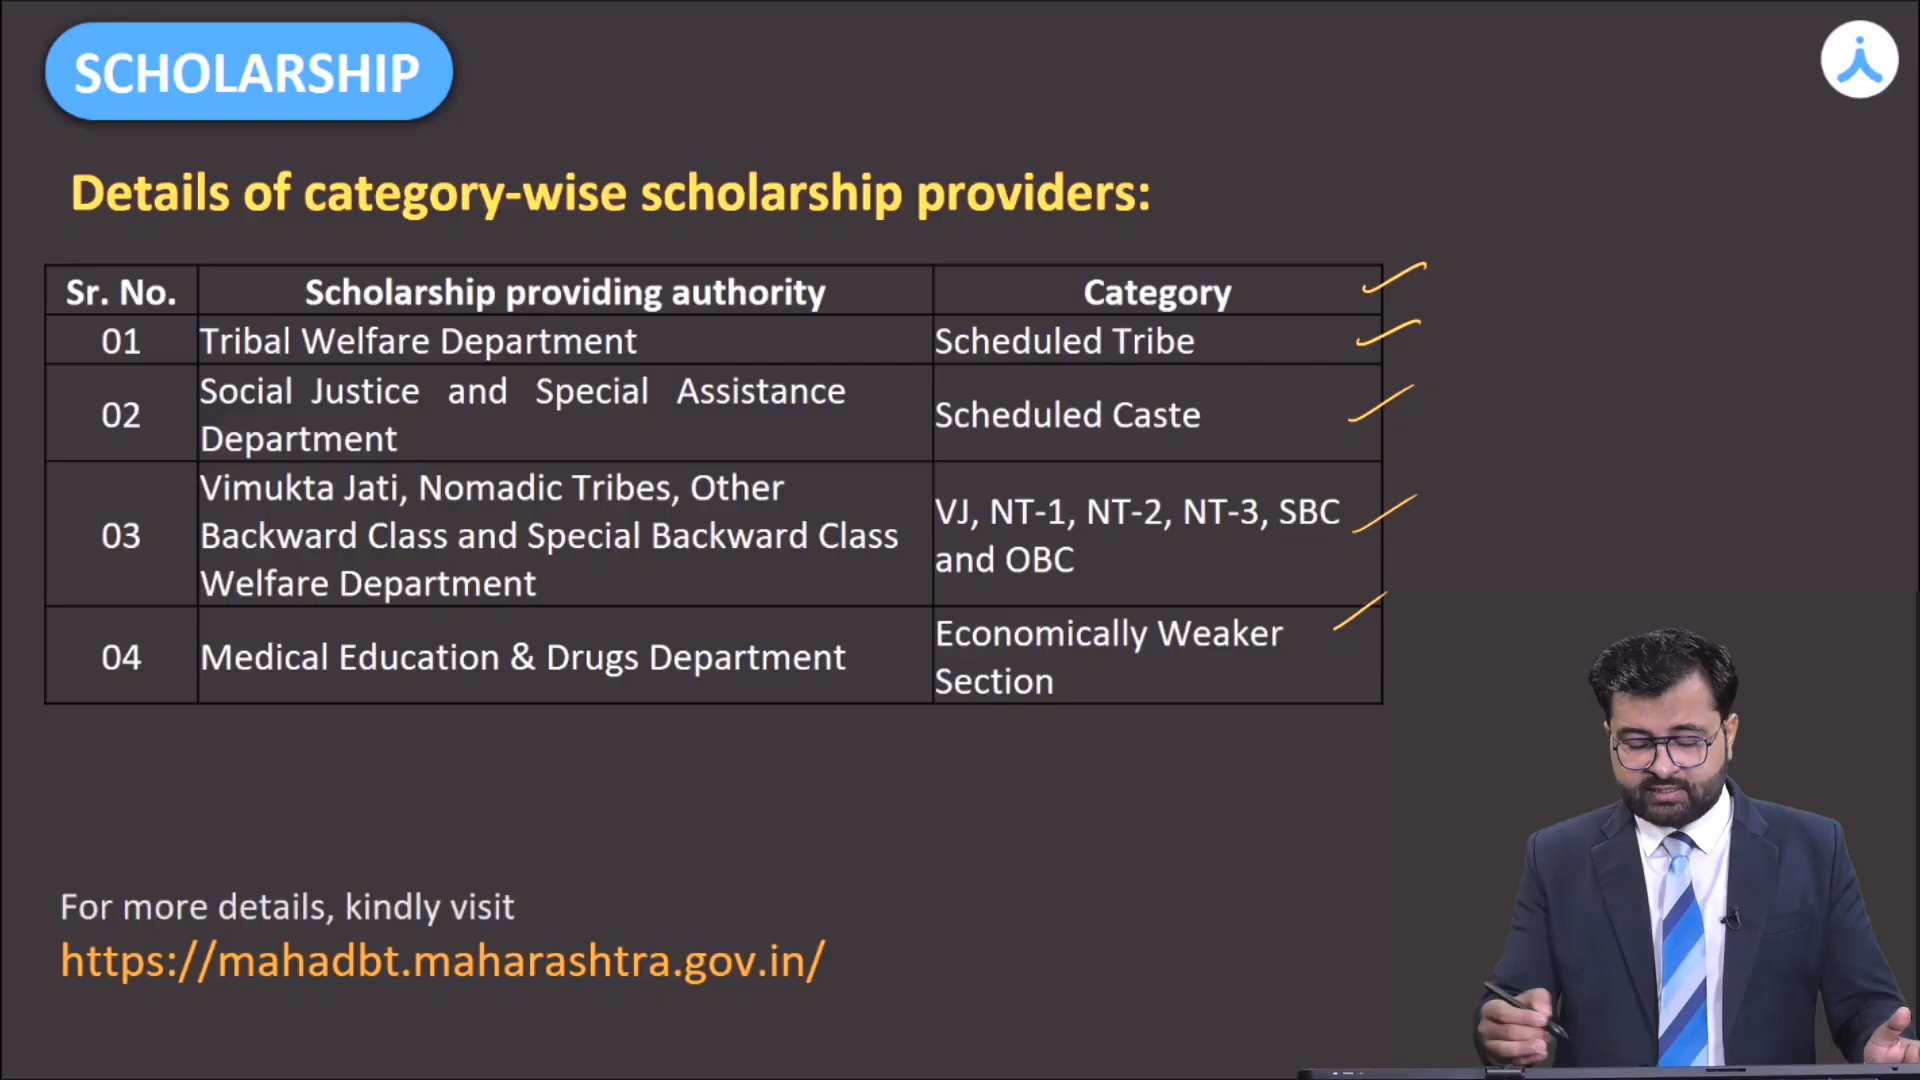 SCHOLARSHIP
Details of category-wise scholarship providers:
Sr. No. Scholarship providing authority Category
01 Tribal Welfare Department Scheduled Tribe
02 Social Justice and Special Assistance
Department
Scheduled Caste
03 Vimukta Jati, Nomadic Tribes, Other
Backward Class and Special Backward Class
Welfare Department
VJ, NT-1, NT-2, NT-3, SBC
and OBC
04 Medical Education & Drugs Department
Economically Weaker
Section
For more details, kindly visit
https://mahadbt.maharashtra.gov.in/